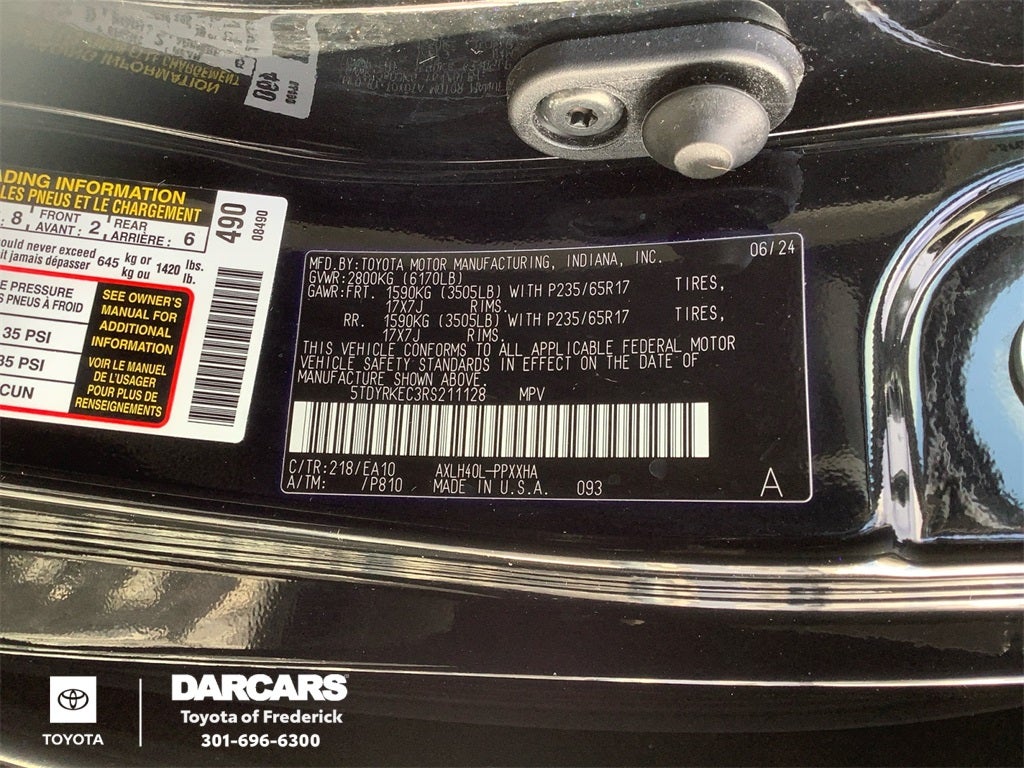 ADING INFORMATION
LES PNEUS ET LE CHARGEMENT
: 8, FRONT AVANT : 2, REAR ARRIÈRE : 6
ould never exceed 645 kg or 1420 lbs.
it jamais dépasser kg ou lb.
E PRESSURE
S PNEUS À FROID
35 PSI
35 PSI
CUN
SEE OWNER'S
MANUAL FOR
ADDITIONAL
INFORMATION
VOIR LE MANUEL
DE L'USAGER
POUR PLUS DE
RENSEIGNEMENTS
490
08490
06/24
MFD.BY:TOYOTA MOTOR MANUFACTURING, INDIANA, INC.
GVWR:2800KG (6170LB)
GAWR:FRT. 1590KG (3505LB) WITH P235/65R17 TIRES,
17X7J RIMS.
RR. 1590KG (3505LB) WITH P235/65R17 TIRES,
17X7J RIMS.
THIS VEHICLE CONFORMS TO ALL APPLICABLE FEDERAL MOTOR
VEHICLE SAFETY STANDARDS IN EFFECT ON THE DATE OF
MANUFACTURE SHOWN ABOVE.
5TDYRKEC3RS211128 MPV
C/TR:218/EA10 AXLH40L-PPXXHA
A/TM: /P810 MADE IN U.S.A. 093
A
TOYOTA
DARCARS
Toyota of Frederick
301-696-6300